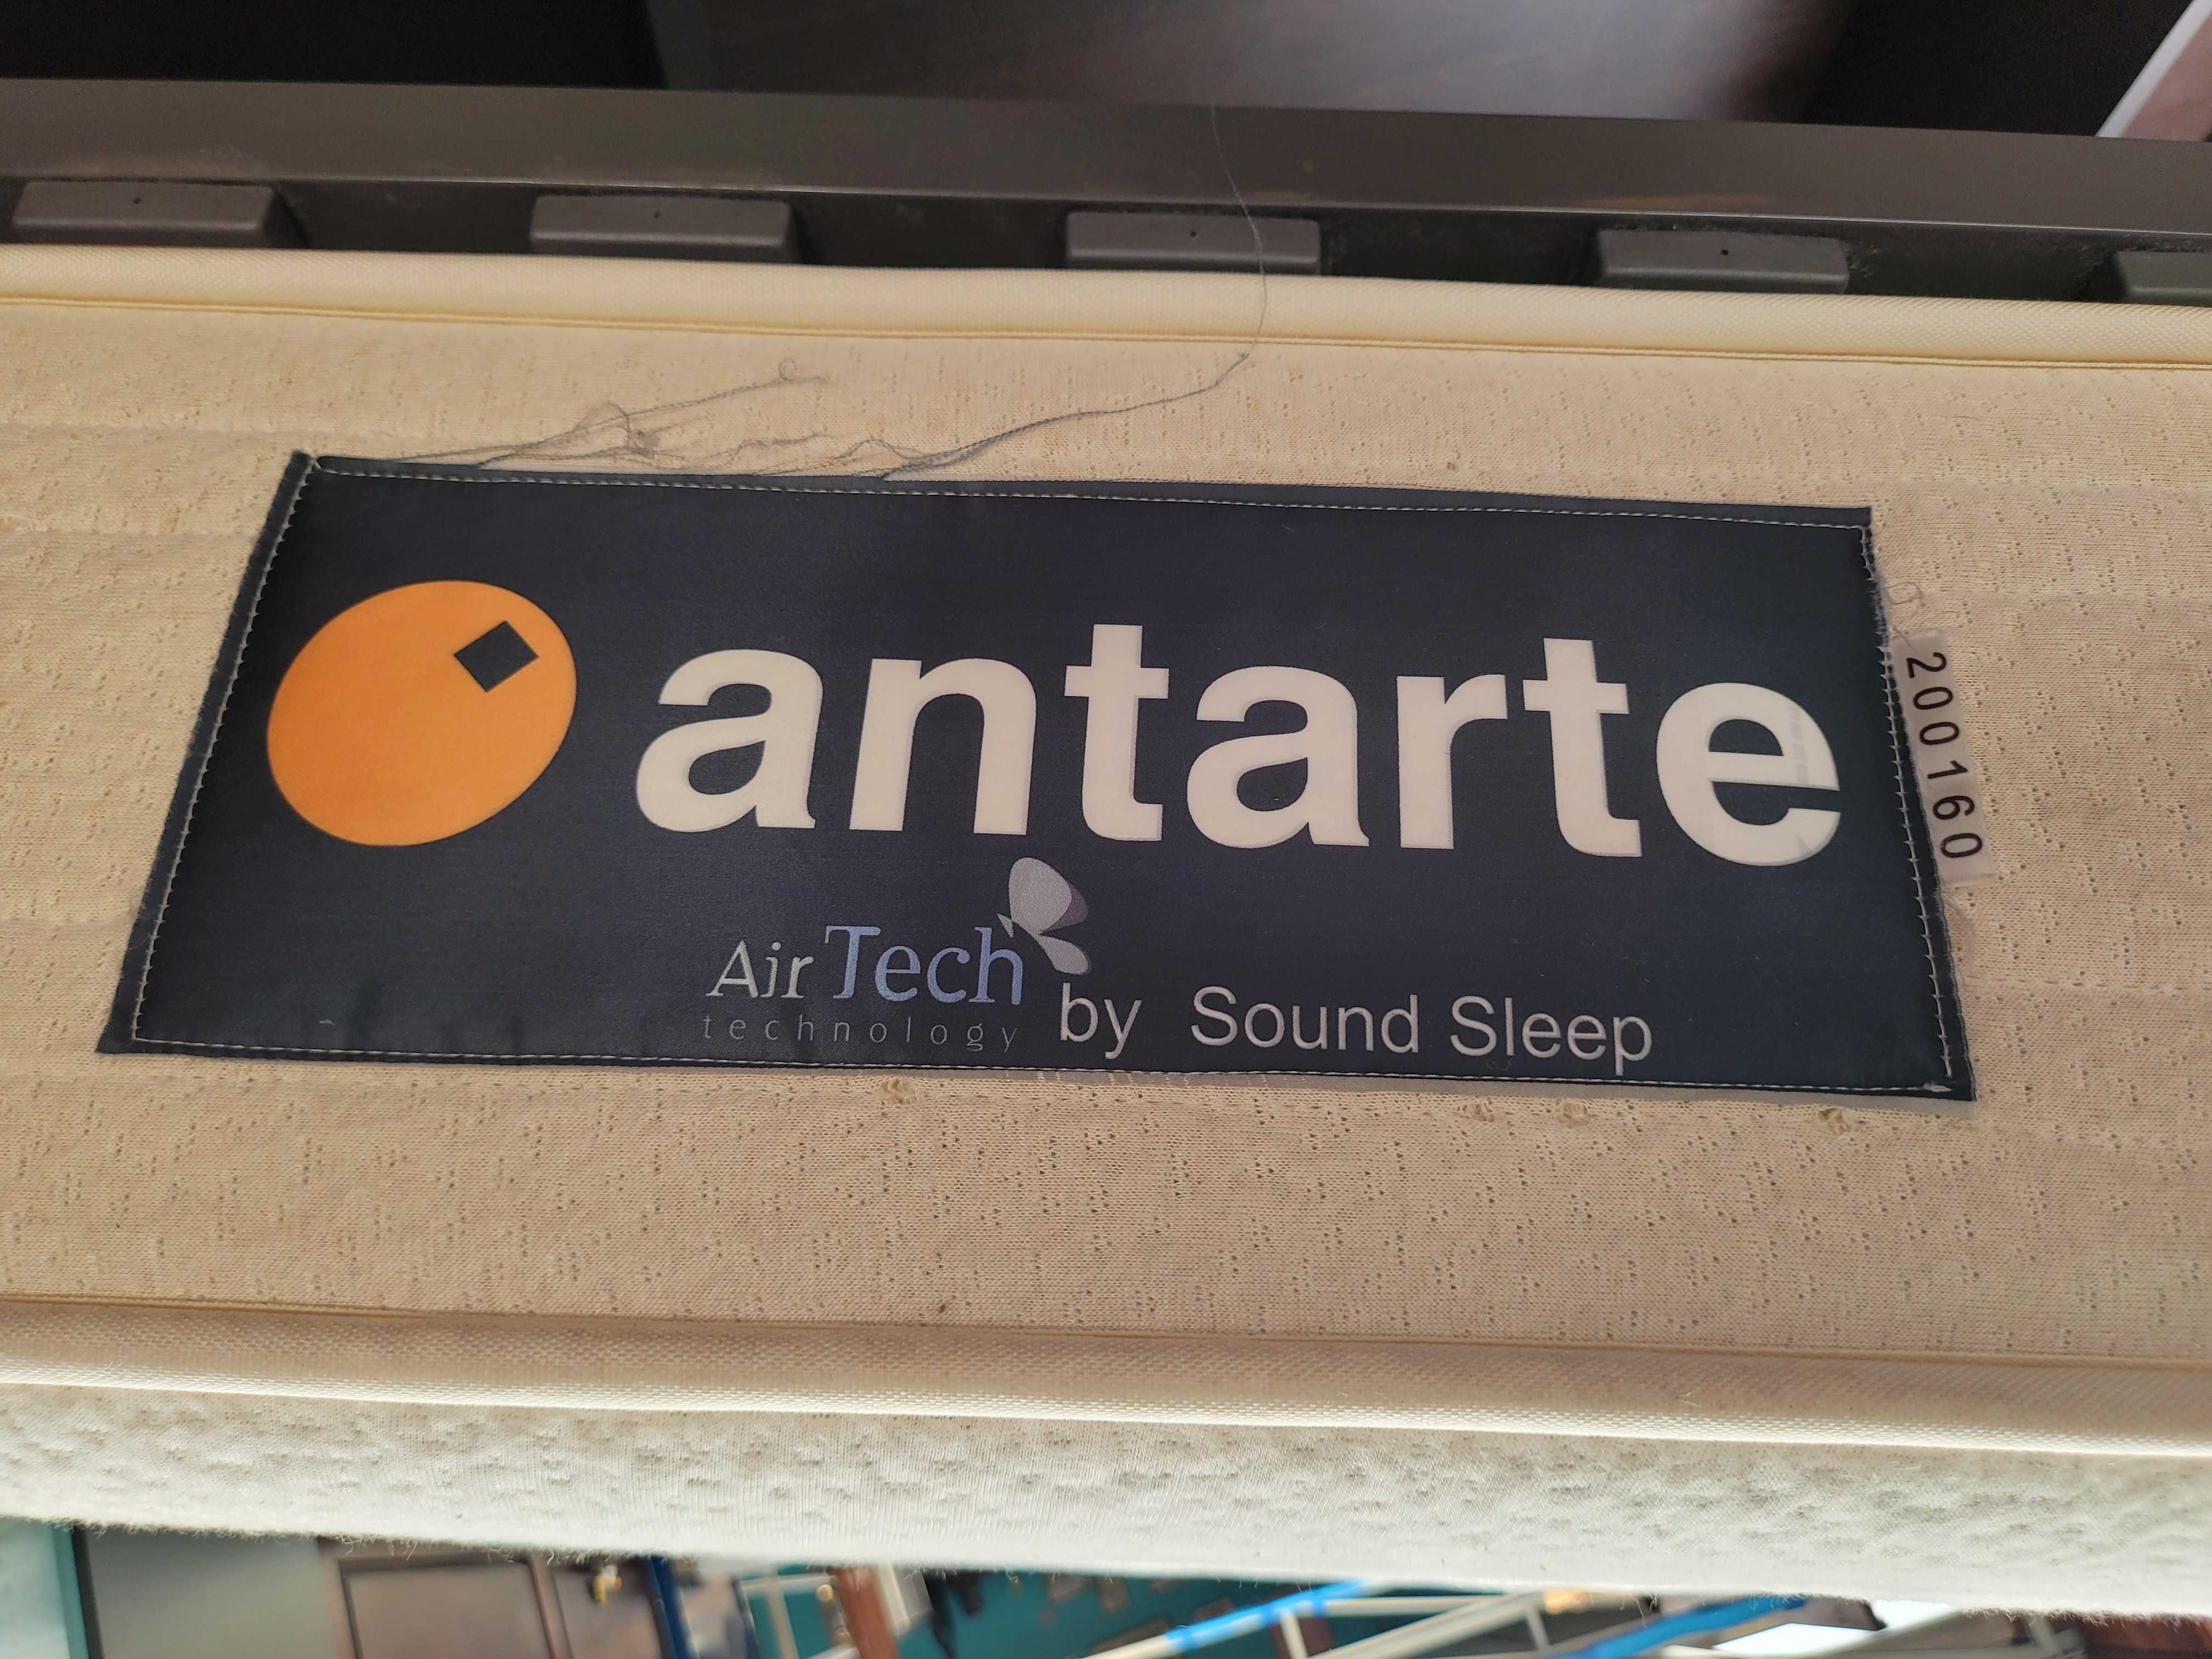 antarte
AirTech
technology
by Sound Sleep
200160